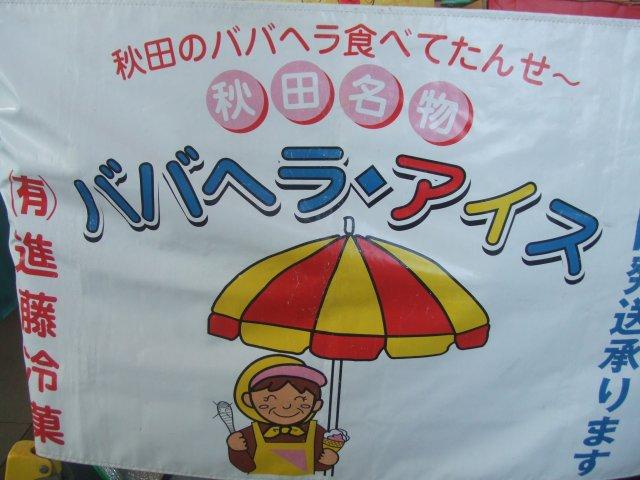 秋田のババヘラ食べてたんせ～
秋田名物
ババヘラ・アイス
(有)進藤冷菓
発送承ります